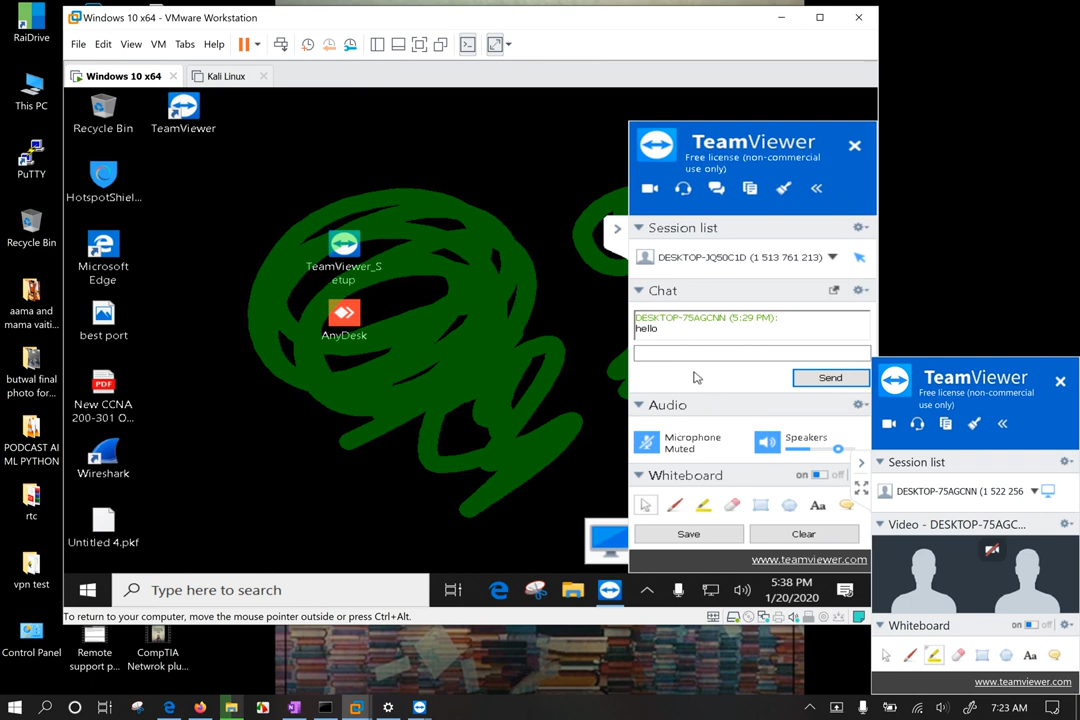 RaiDrive
This PC
PuTTY
Recycle Bin
aama and
mama vaiti...
butwal final
photo for...
PODCAST AI
ML PYTHON
rtc
vpn test
Control Panel
Windows 10 x64 - VMware Workstation
File Edit View VM Tabs Help
Windows 10 x64
Kali Linux
Recycle Bin
TeamViewer
HotspotShiel...
Microsoft
Edge
best port
New CCNA
200-301 O...
Wireshark
Untitled 4.pkf
TeamViewer_S
etup
AnyDesk
TeamViewer
Free license (non-commercial
use only)
Session list
DESKTOP-JQ50C1D (1 513 761 213)
Chat
DESKTOP-75AGCNN (5:29 PM):
hello
Send
Audio
Microphone
Muted
Speakers
Whiteboard
on off
Aa
Save
Clear
www.teamviewer.com
Type here to search
5:38 PM
1/20/2020
To return to your computer, move the mouse pointer outside or press Ctrl+Alt.
Remote
support p...
CompTIA
Netwrok plu...
TeamViewer
Free license (non-commercial
use only)
Session list
DESKTOP-75AGCNN (1 522 256
Video - DESKTOP-75AGC...
Whiteboard
on off
Aa
www.teamviewer.com
7:23 AM